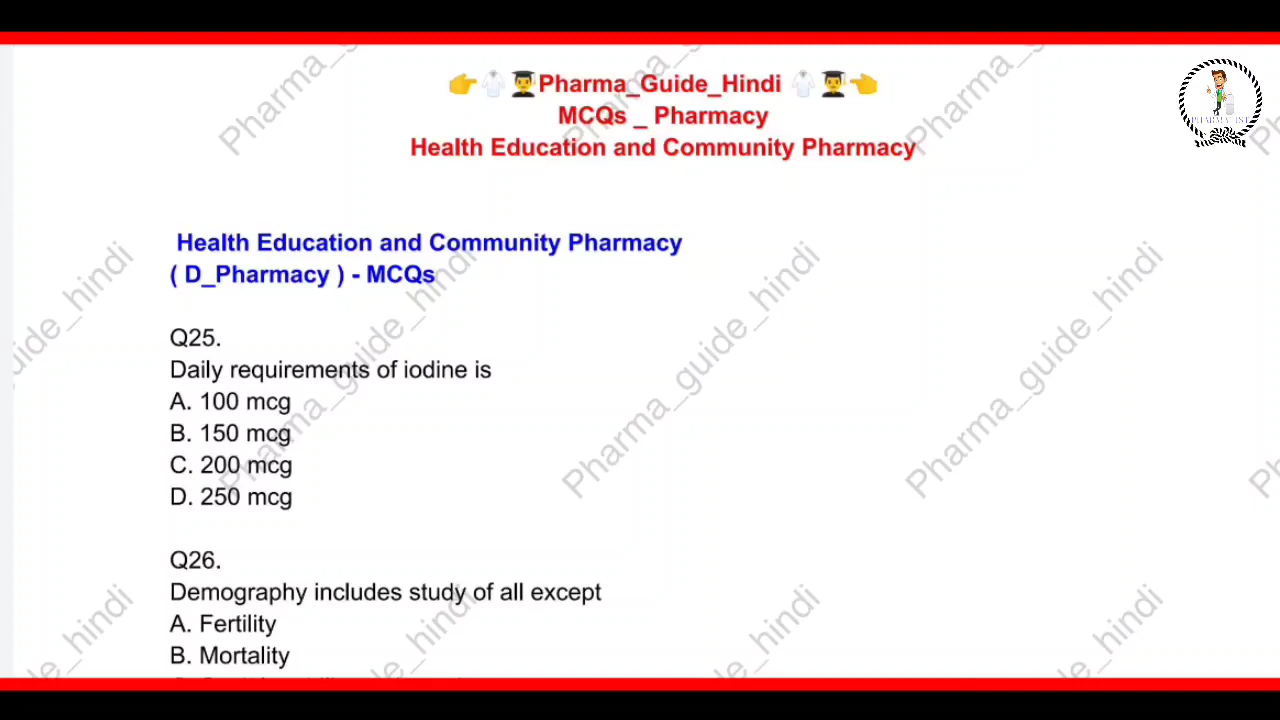 👉🥼👨‍🎓Pharma_Guide_Hindi 🥼👨‍🎓👈
MCQs _ Pharmacy
Health Education and Community Pharmacy
PHARMACIST
Health Education and Community Pharmacy
( D_Pharmacy ) - MCQs
Q25.
Daily requirements of iodine is
A. 100 mcg
B. 150 mcg
C. 200 mcg
D. 250 mcg
Q26.
Demography includes study of all except
A. Fertility
B. Mortality
Pharma_guide_hindi